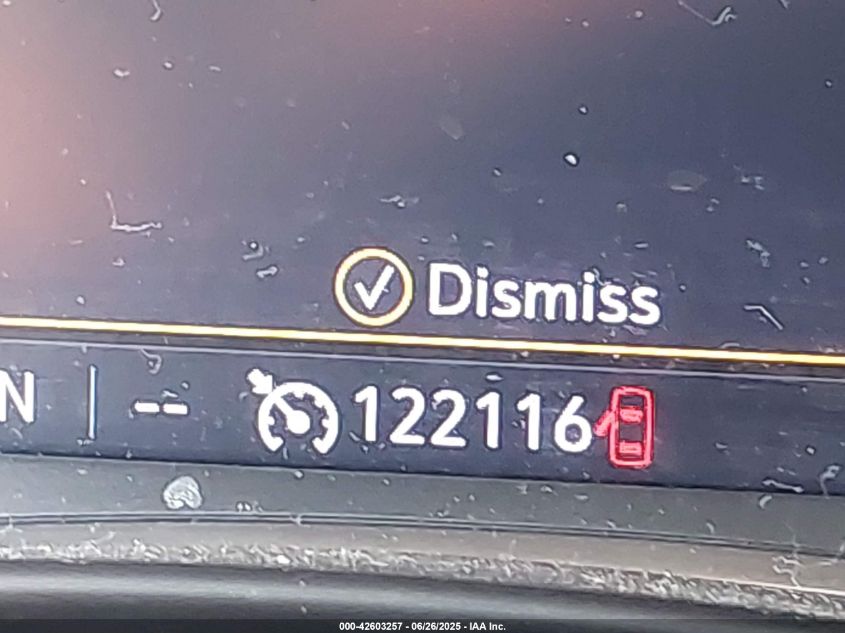 Dismiss
N -- 122116
000-42603257 - 06/26/2025 - IAA Inc.